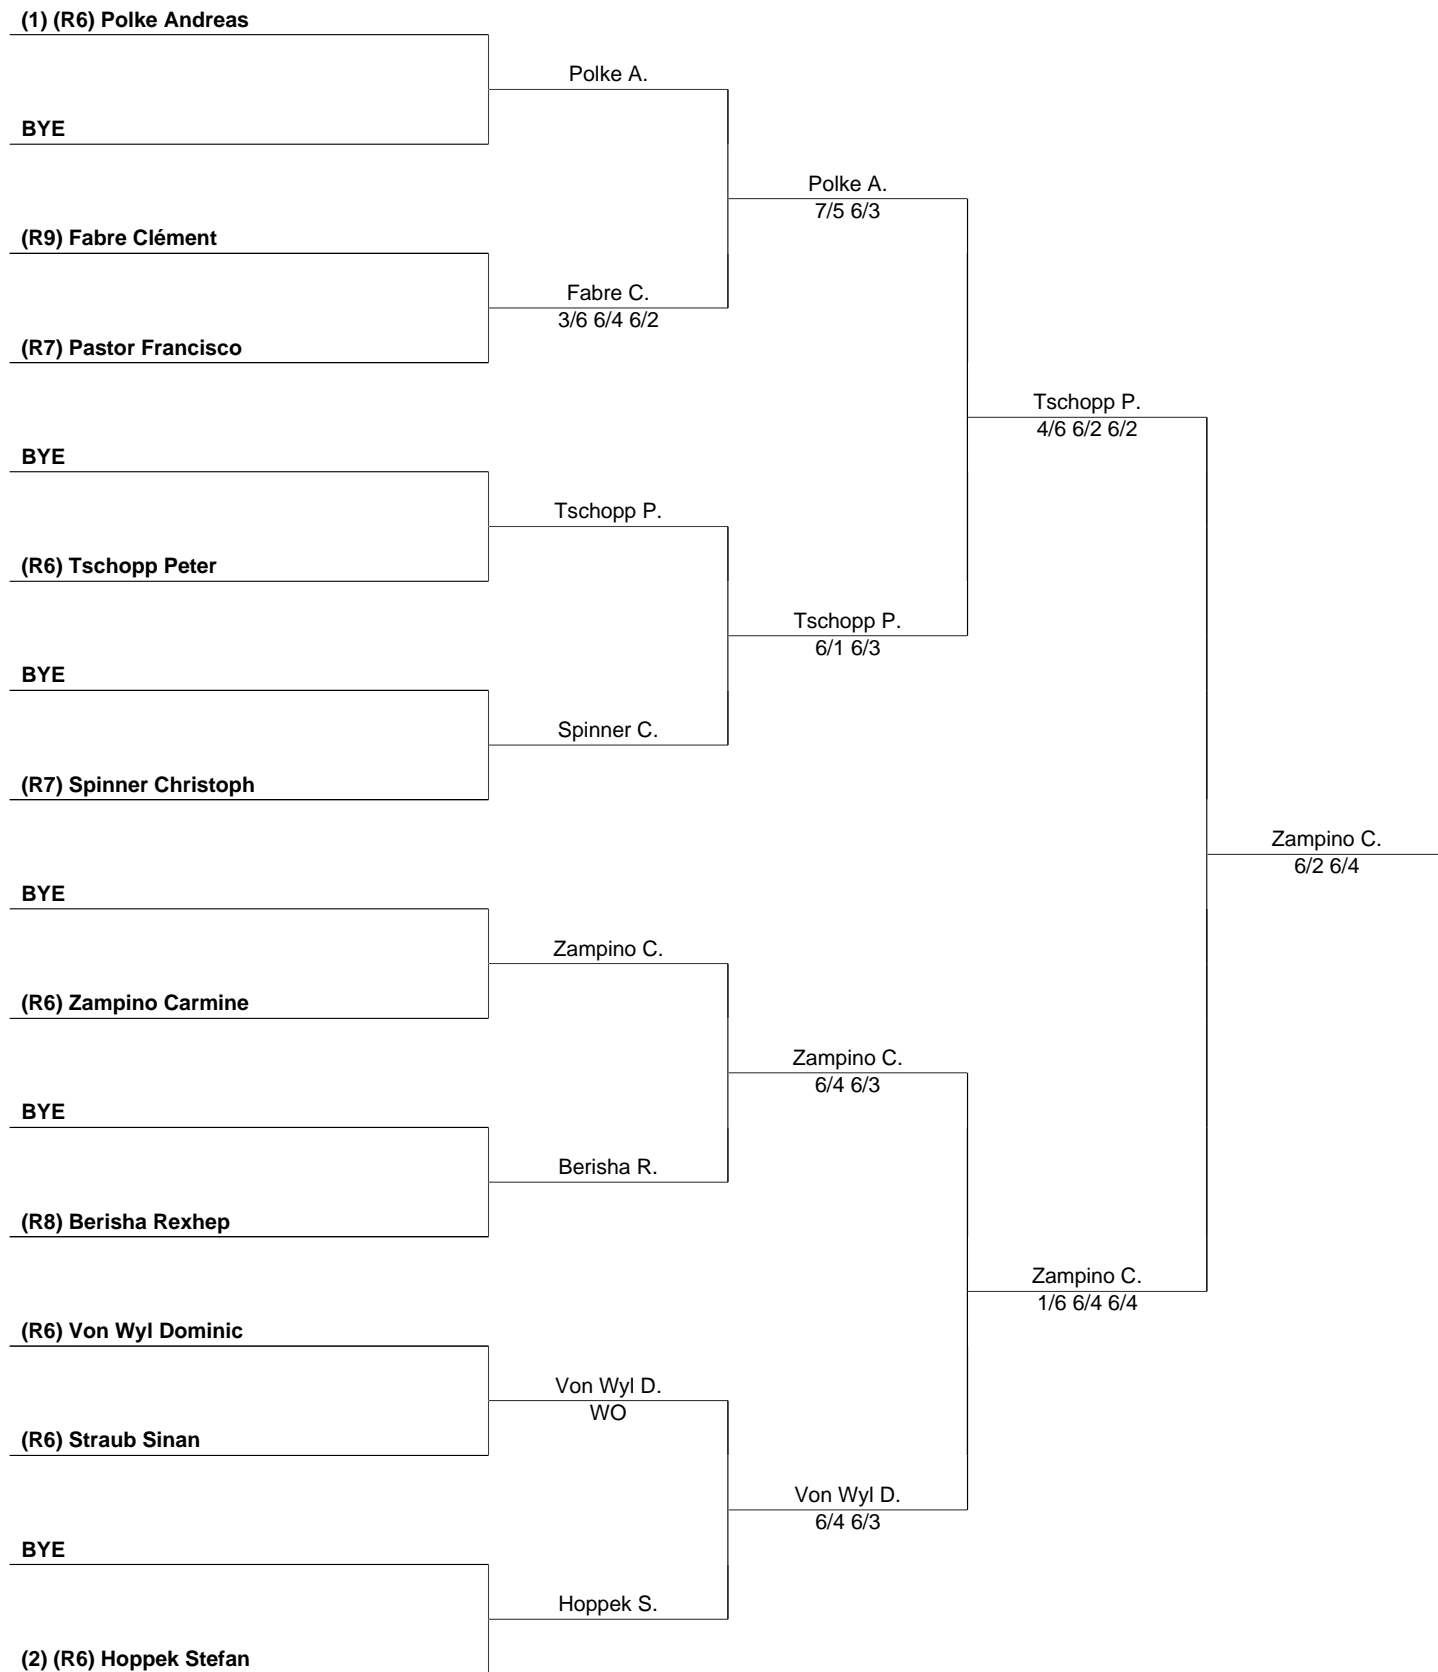 (1) (R6) Polke Andreas
Polke A.
BYE
Polke A.
7/5 6/3
(R9) Fabre Clément
Fabre C.
3/6 6/4 6/2
(R7) Pastor Francisco
Tschopp P.
4/6 6/2 6/2
BYE
Tschopp P.
(R6) Tschopp Peter
Tschopp P.
6/1 6/3
BYE
Spinner C.
(R7) Spinner Christoph
Zampino C.
6/2 6/4
BYE
Zampino C.
(R6) Zampino Carmine
Zampino C.
6/4 6/3
BYE
Berisha R.
(R8) Berisha Rexhep
Zampino C.
1/6 6/4 6/4
(R6) Von Wyl Dominic
Von Wyl D.
WO
(R6) Straub Sinan
Von Wyl D.
6/4 6/3
BYE
Hoppek S.
(2) (R6) Hoppek Stefan